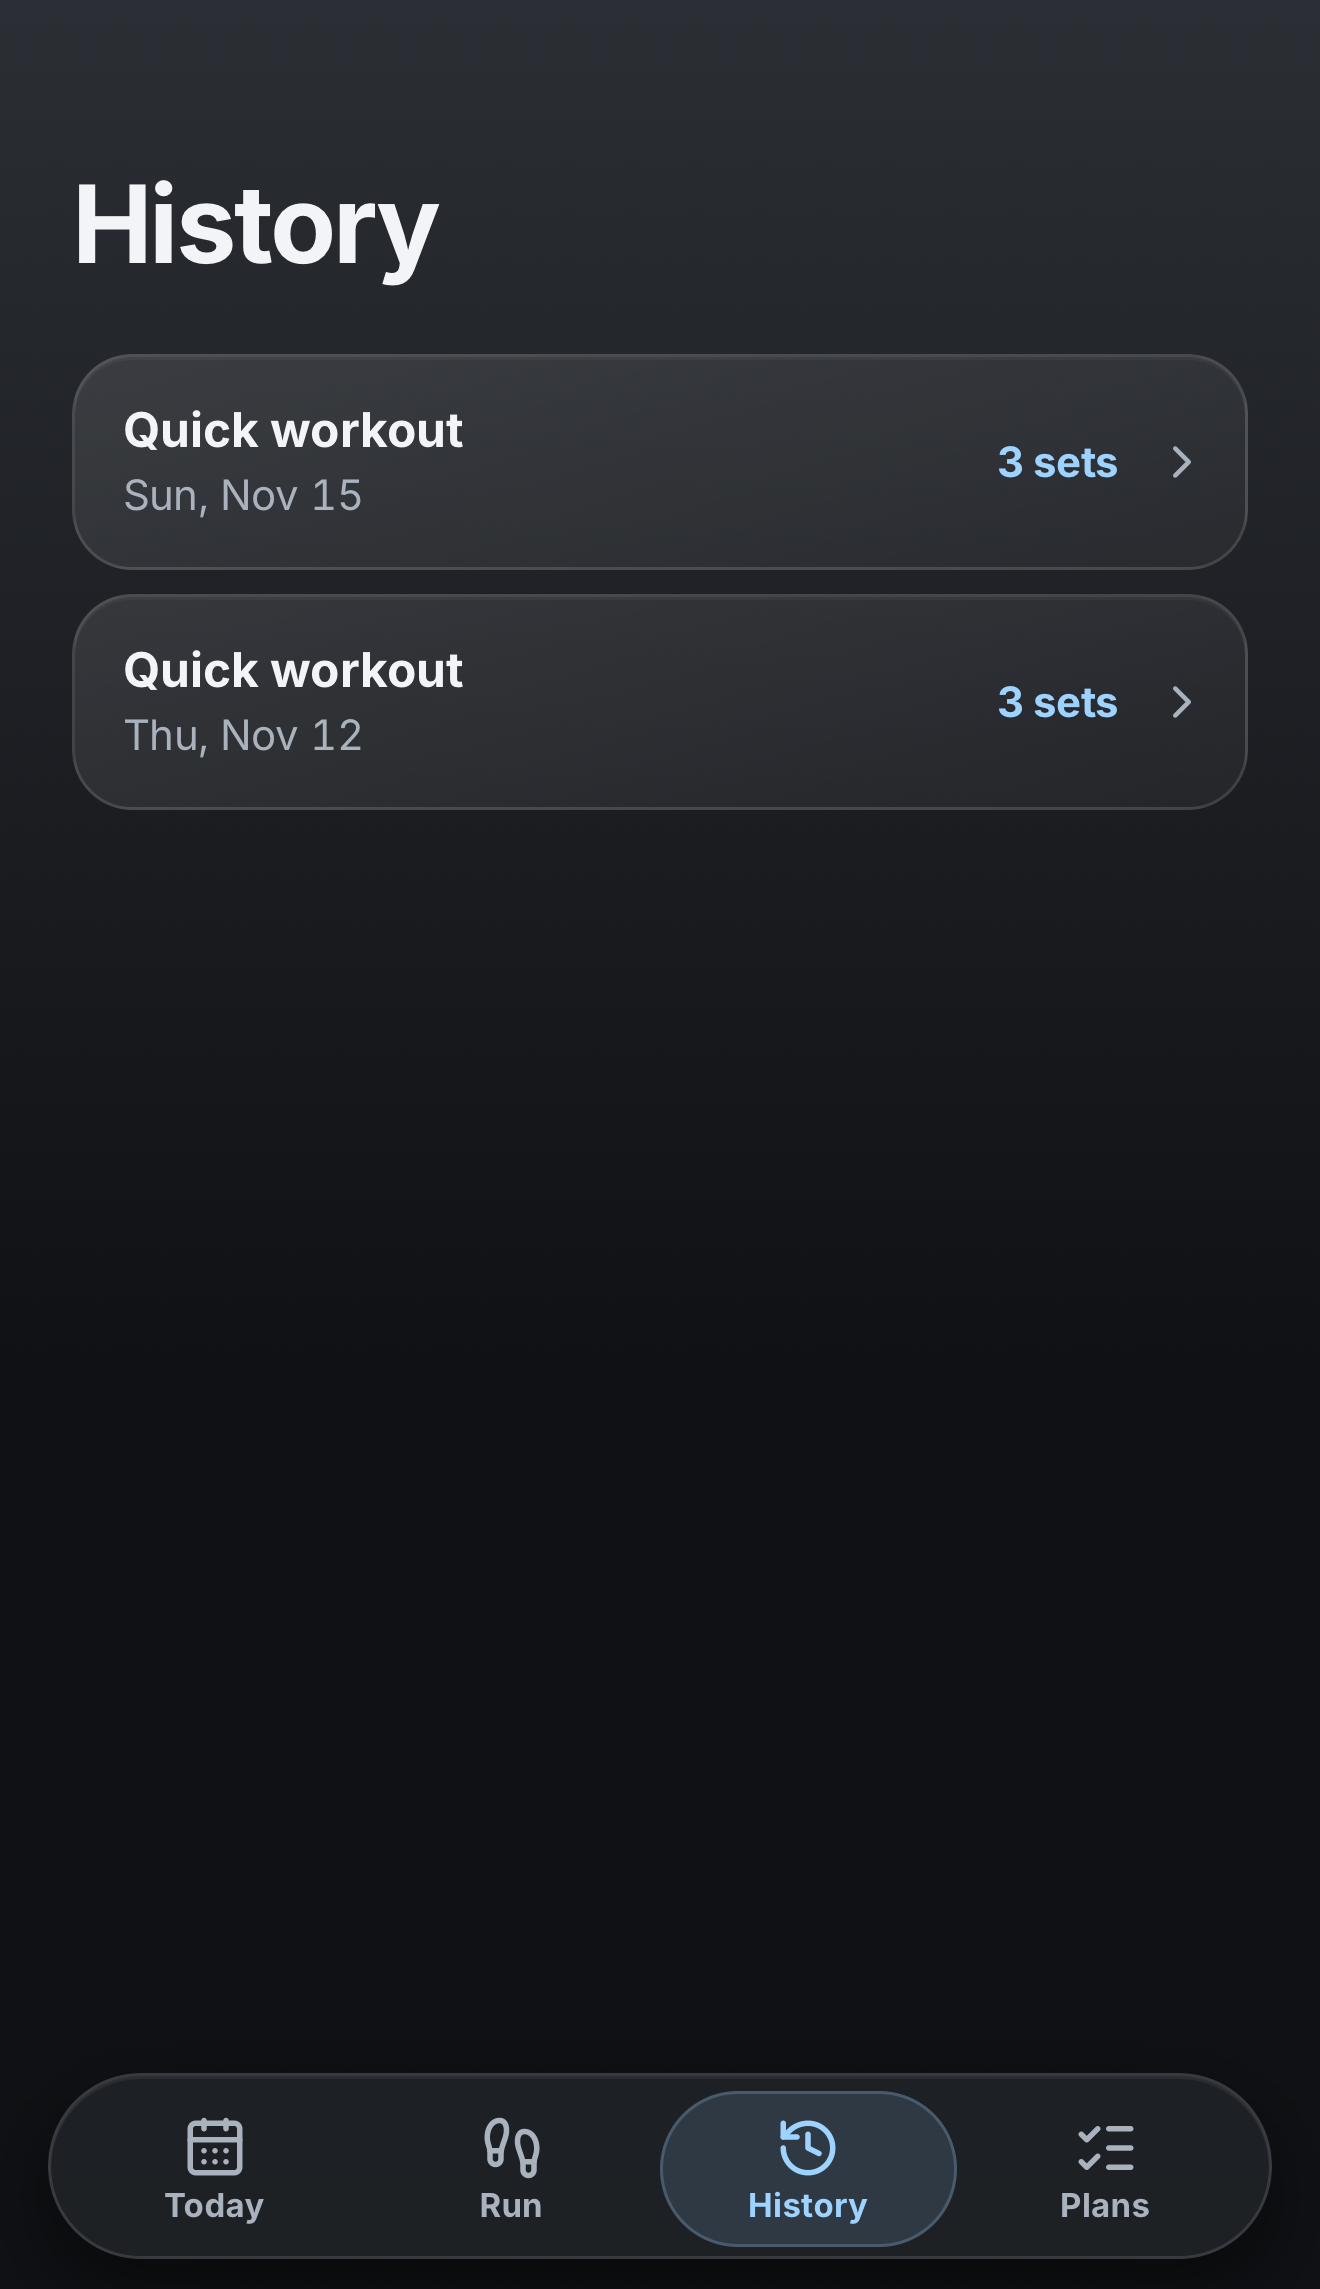 History
Quick workout
Sun, Nov 15
3 sets
Quick workout
Thu, Nov 12
3 sets
Today
Run
History
Plans